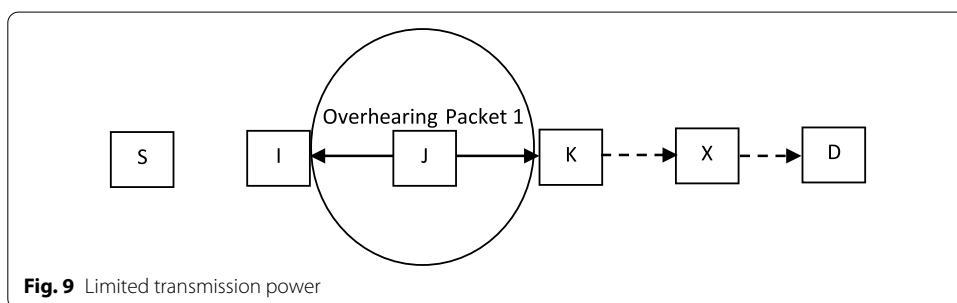 Overhearing Packet 1
S I J K X D
Fig. 9 Limited transmission power